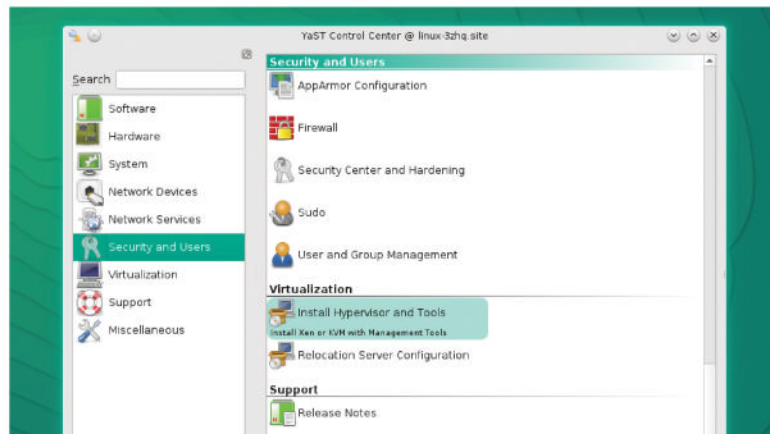 YaST Control Center @ linux-3zhq.site
Search
Software
Hardware
System
Network Devices
Network Services
Security and Users
Virtualization
Support
Miscellaneous
Security and Users
AppArmor Configuration
Firewall
Security Center and Hardening
Sudo
User and Group Management
Virtualization
Install Hypervisor and Tools
Install Xen or KVM with Management Tools
Relocation Server Configuration
Support
Release Notes